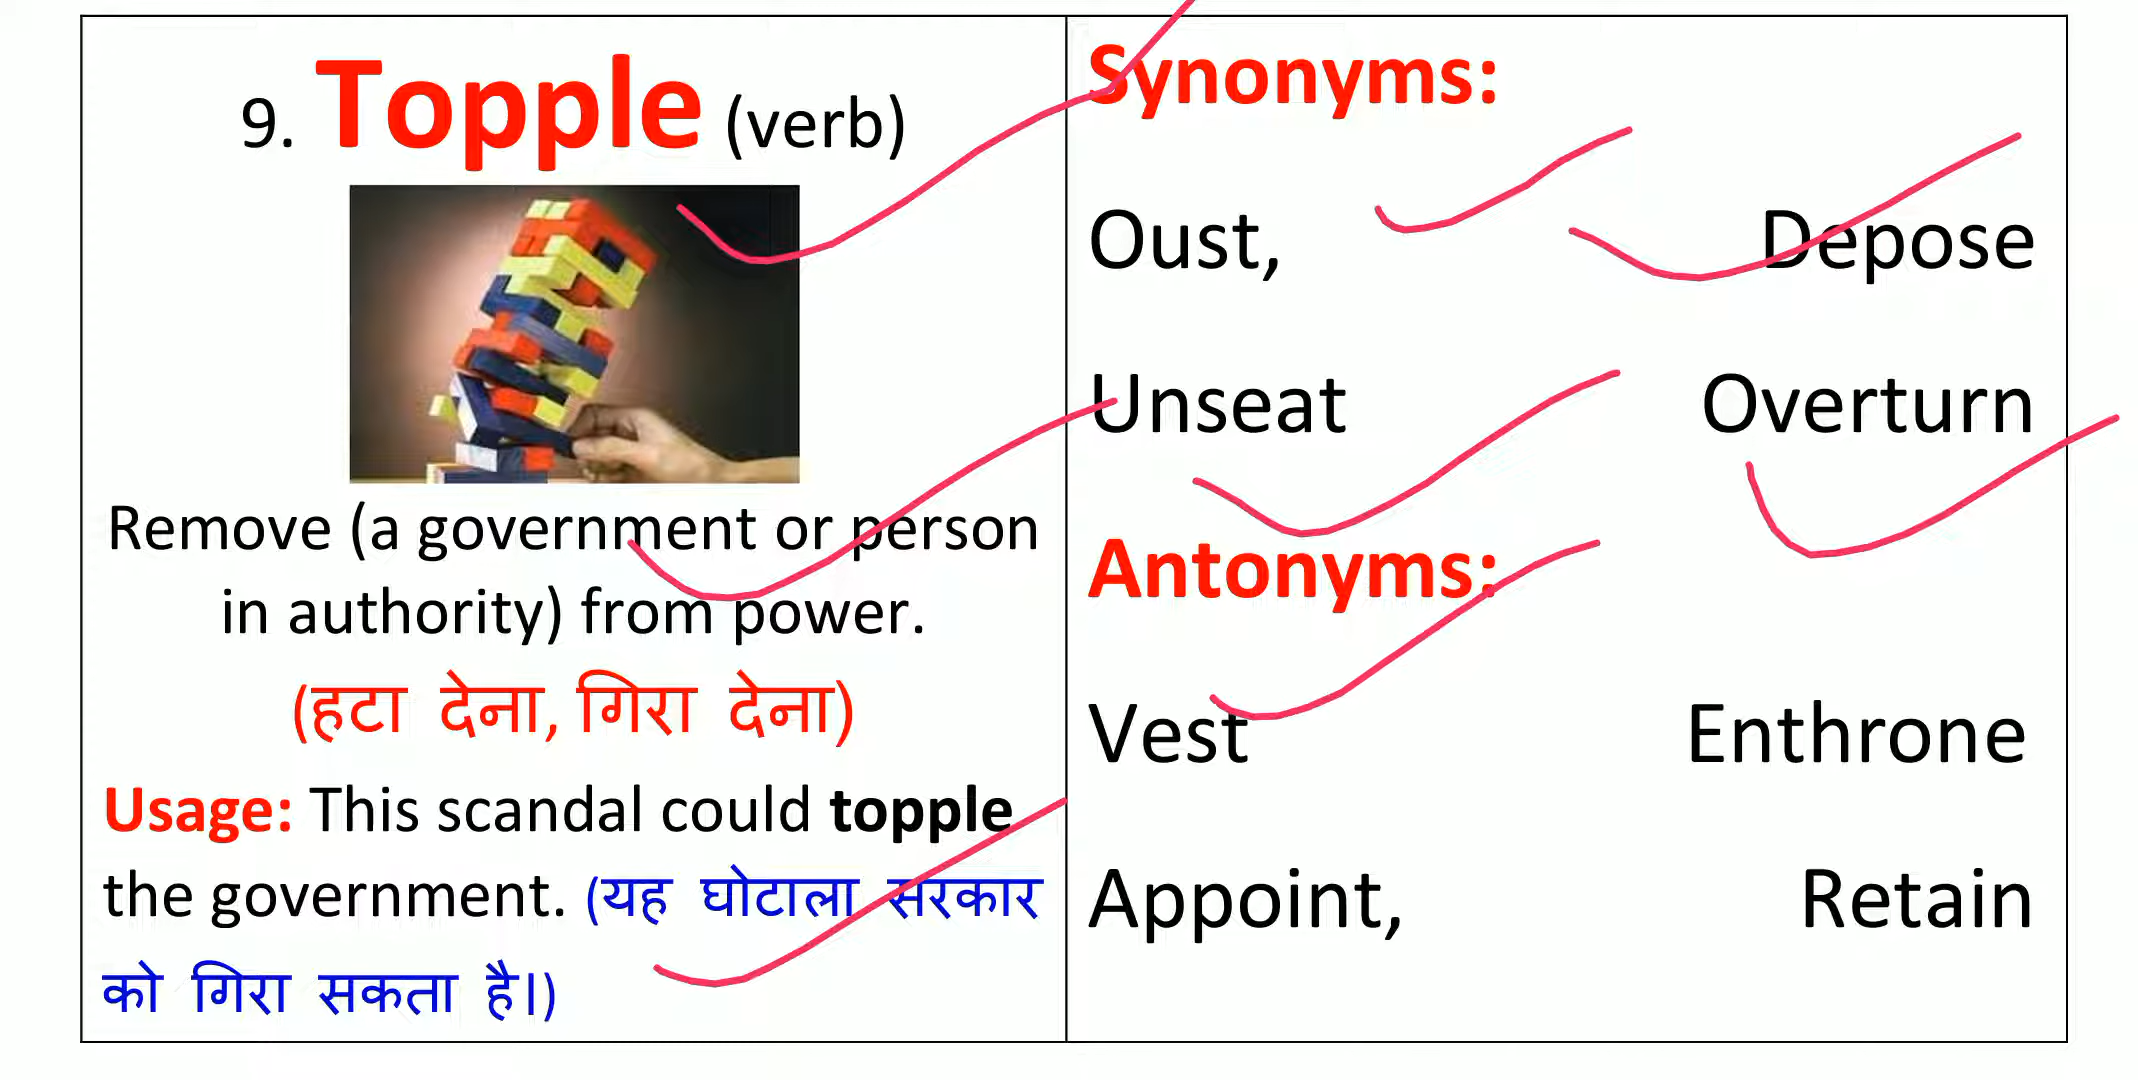 9. Topple (verb)
Remove (a government or person
in authority) from power.
(हटा देना, गिरा देना)
Usage: This scandal could topple
the government. (यह घोटाला सरकार
को गिरा सकता है।)
Synonyms:
Oust, Depose
Unseat Overturn
Antonyms:
Vest Enthrone
Appoint, Retain